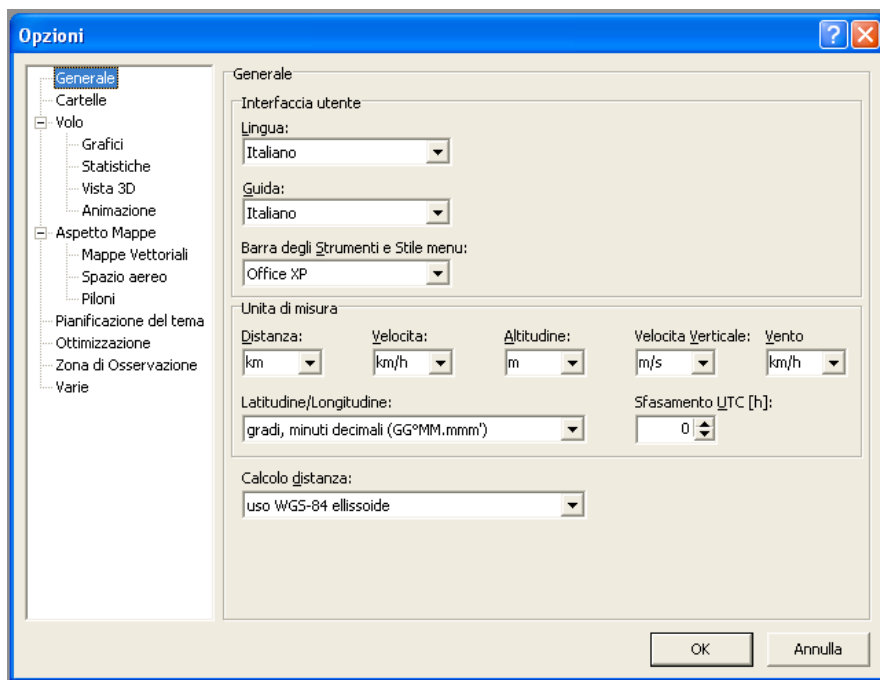 Opzioni
Generale
Cartelle
Volo
Grafici
Statistiche
Vista 3D
Animazione
Aspetto Mappe
Mappe Vettoriali
Spazio aereo
Piloni
Pianificazione del tema
Ottimizzazione
Zona di Osservazione
Varie
Generale
Interfaccia utente
Lingua:
Italiano
Guida:
Italiano
Barra degli Strumenti e Stile menu:
Office XP
Unita di misura
Distanza: Velocita: Altitudine: Velocita Verticale: Vento
km km/h m m/s km/h
Latitudine/Longitudine: Sfasamento UTC [h]:
gradi, minuti decimali (GG°MM.mmm') 0
Calcolo distanza:
uso WGS-84 ellissoide
OK Annulla